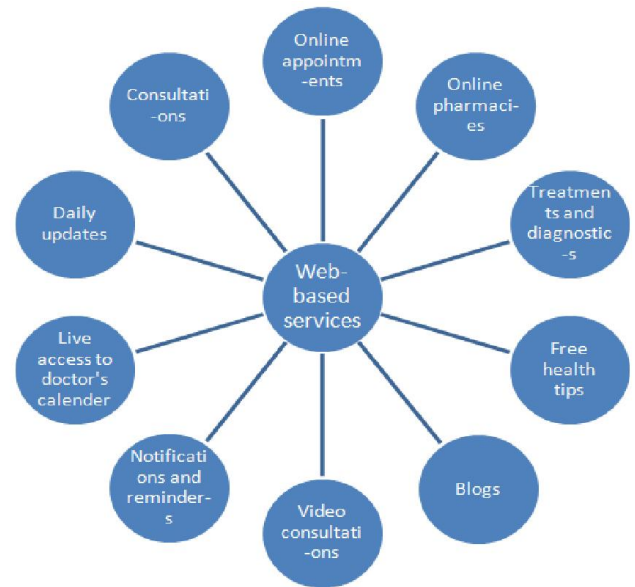 Online
appointm
-ents
Online
pharmaci-
es
Treatmen
ts and
diagnostic
-s
Free
health
tips
Blogs
Video
consultati
-ons
Notificati
ons and
reminder-
s
Live
access to
doctor's
calender
Daily
updates
Consultati
-ons
Web-
based
services